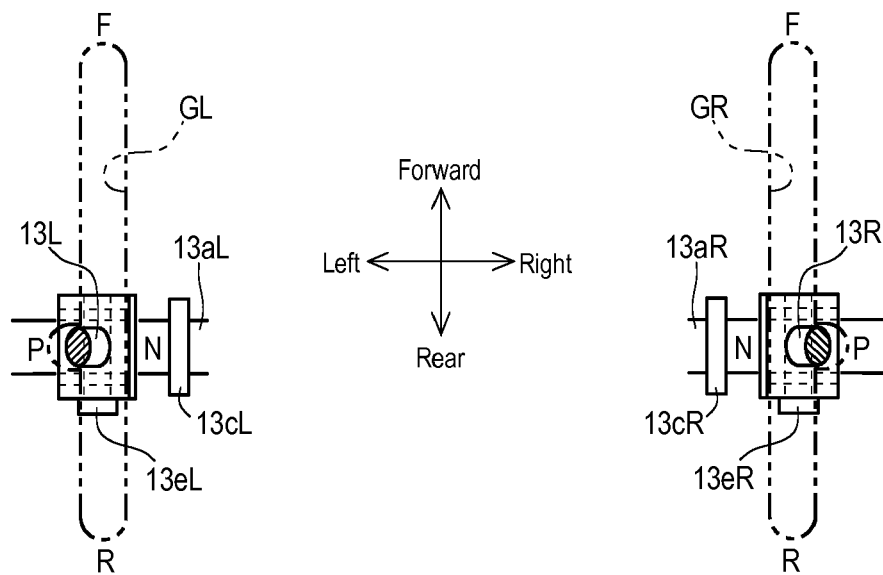 F
F
GL
GR
Forward
13L
13aL
Left
Right
13aR
13R
P
N
N
P
Rear
13cL
13cR
13eL
13eR
R
R